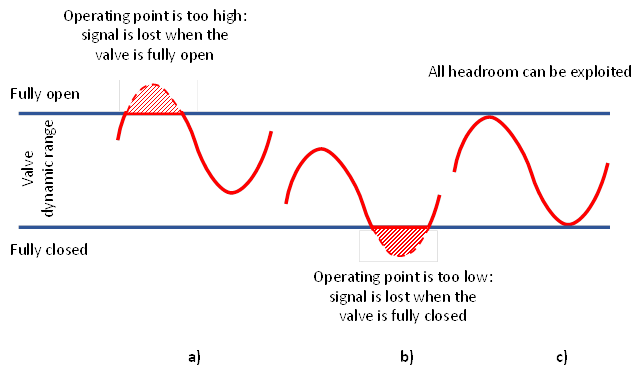 Operating point is too high:
signal is lost when the
valve is fully open
All headroom can be exploited
Fully open
Valve
dynamic range
Fully closed
Operating point is too low:
signal is lost when the
valve is fully closed
a)
b)
c)